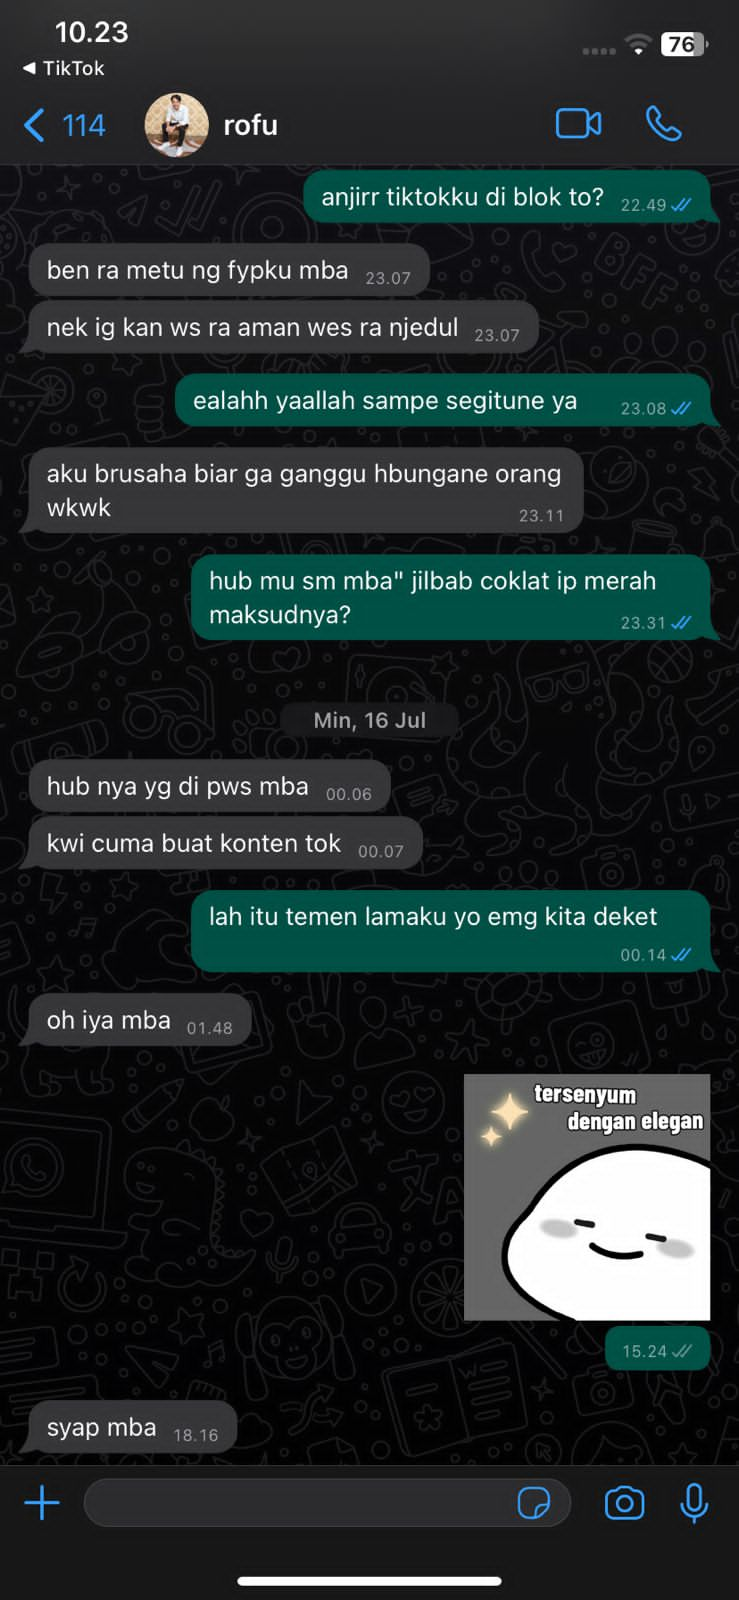 10.23
76
◀ TikTok
114
rofu
anjirr tiktokku di blok to? 22.49
ben ra metu ng fypku mba 23.07
nek ig kan ws ra aman wes ra njedul 23.07
ealahh yaallah sampe segitune ya 23.08
aku brusaha biar ga ganggu hbungane orang
wkwk 23.11
hub mu sm mba" jilbab coklat ip merah
maksudnya? 23.31
Min, 16 Jul
hub nya yg di pws mba 00.06
kwi cuma buat konten tok 00.07
lah itu temen lamaku yo emg kita deket
00.14
oh iya mba 01.48
tersenyum
dengan elegan
15.24
syap mba 18.16